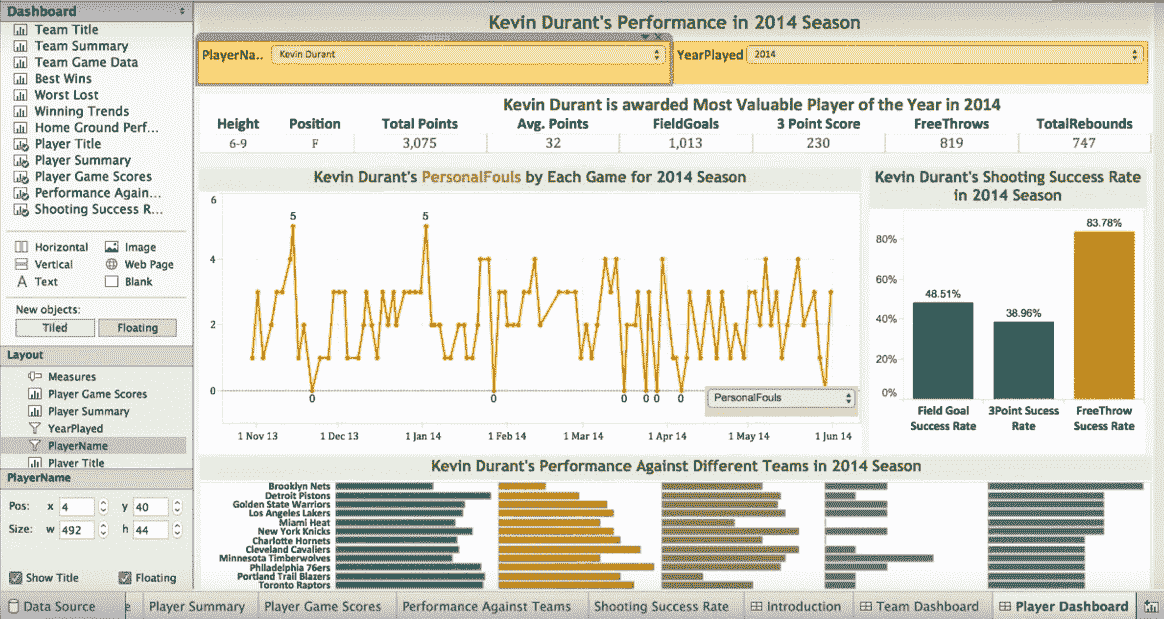 Dashboard
Team Title
Team Summary
Team Game Data
Best Wins
Worst Lost
Winning Trends
Home Ground Perf...
Player Title
Player Summary
Player Game Scores
Performance Again...
Shooting Success R...
Horizontal Image
Vertical Web Page
Text Blank
New objects:
Tiled Floating
Layout
Measures
Player Game Scores
Player Summary
YearPlayed
PlayerName
Player Title
PlayerName
Pos: x 4 y 40
Size: w 492 h 44
Show Title Floating
Kevin Durant's Performance in 2014 Season
PlayerNa.. Kevin Durant YearPlayed 2014
Kevin Durant is awarded Most Valuable Player of the Year in 2014
Height Position Total Points Avg. Points FieldGoals 3 Point Score FreeThrows TotalRebounds
6-9 F 3,075 32 1,013 230 819 747
Kevin Durant's PersonalFouls by Each Game for 2014 Season
6
5 5
4
2
0
0 0 0 0 0 0
PersonalFouls
1 Nov 13 1 Dec 13 1 Jan 14 1 Feb 14 1 Mar 14 1 Apr 14 1 May 14 1 Jun 14
Kevin Durant's Shooting Success Rate
in 2014 Season
83.78%
80%
60%
48.51%
40%
38.96%
20%
0%
Field Goal 3Point Sucess FreeThrow
Success Rate Rate Sucess Rate
Kevin Durant's Performance Against Different Teams in 2014 Season
Brooklyn Nets
Detroit Pistons
Golden State Warriors
Los Angeles Lakers
Miami Heat
New York Knicks
Charlotte Hornets
Cleveland Cavaliers
Minnesota Timberwolves
Philadelphia 76ers
Portland Trail Blazers
Toronto Raptors
Data Source e Player Summary Player Game Scores Performance Against Teams Shooting Success Rate Introduction Team Dashboard Player Dashboard